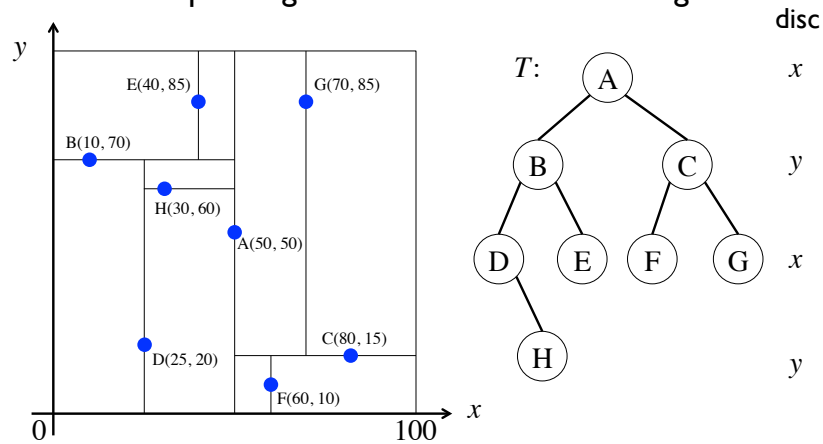 disc
y
E(40, 85)
G(70, 85)
B(10, 70)
H(30, 60)
A(50, 50)
D(25, 20)
C(80, 15)
F(60, 10)
x
0
100
T:
A
x
B
C
y
D
E
F
G
x
H
y